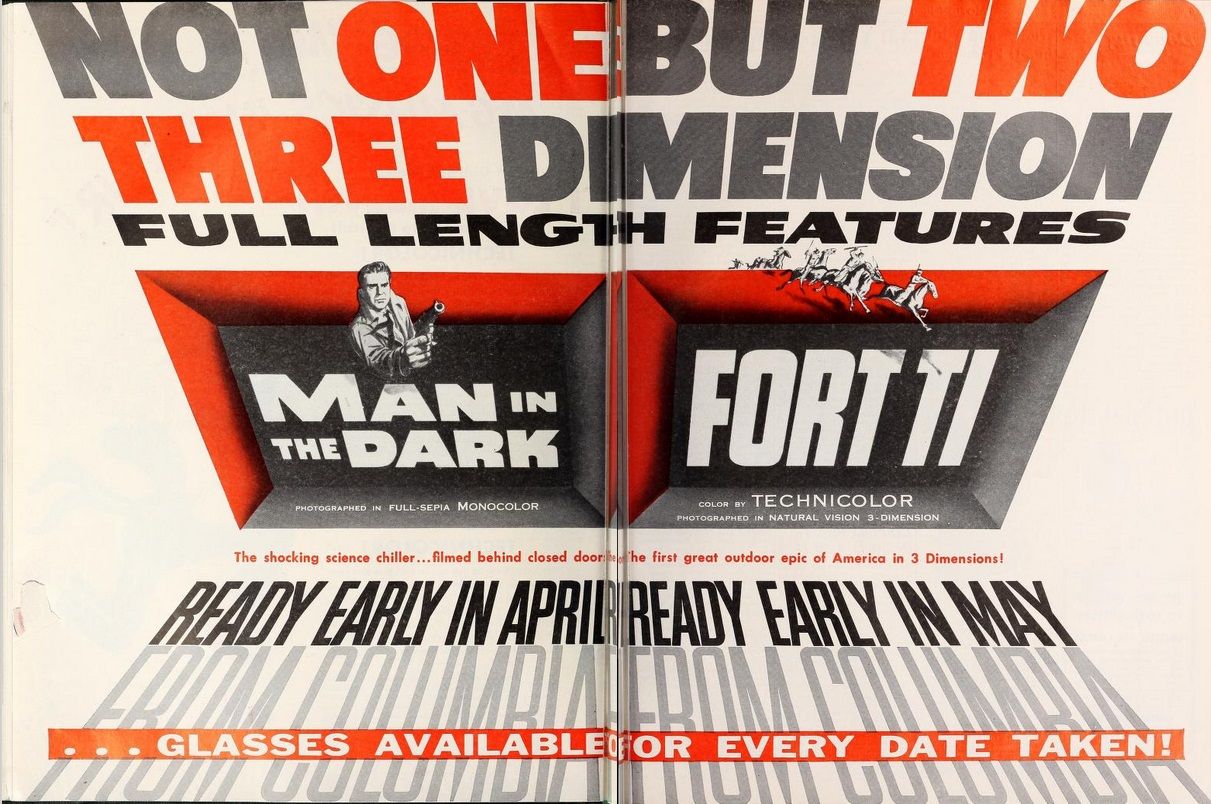 NOT ONE BUT TWO
THREE DIMENSION
FULL LENGTH FEATURES
MAN IN
THE DARK
PHOTOGRAPHED IN FULL-SEPIA MONOCOLOR
FORT TI
COLOR BY TECHNICOLOR
PHOTOGRAPHED IN NATURAL VISION 3-DIMENSION
The shocking science chiller...filmed behind closed doors
The first great outdoor epic of America in 3 Dimensions!
READY EARLY IN APRIL
READY EARLY IN MAY
FROM COLUMBIA
FROM COLUMBIA
...GLASSES AVAILABLE FOR EVERY DATE TAKEN!